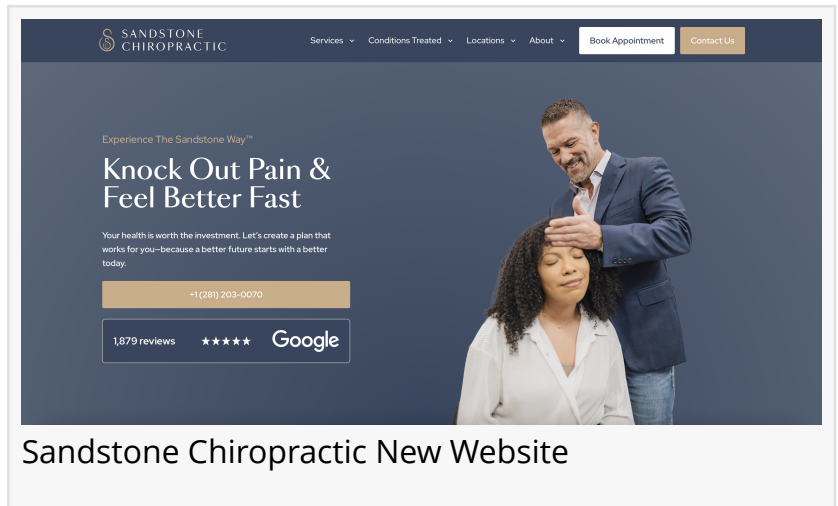 SANDSTONE
CHIROPRACTIC
Services
Conditions Treated
Locations
About
Book Appointment
Contact Us
Experience The Sandstone Way™
Knock Out Pain &
Feel Better Fast
Your health is worth the investment. Let's create a plan that
works for you—because a better future starts with a better
today.
+1 (281) 203-0070
1,879 reviews
Google
Sandstone Chiropractic New Website